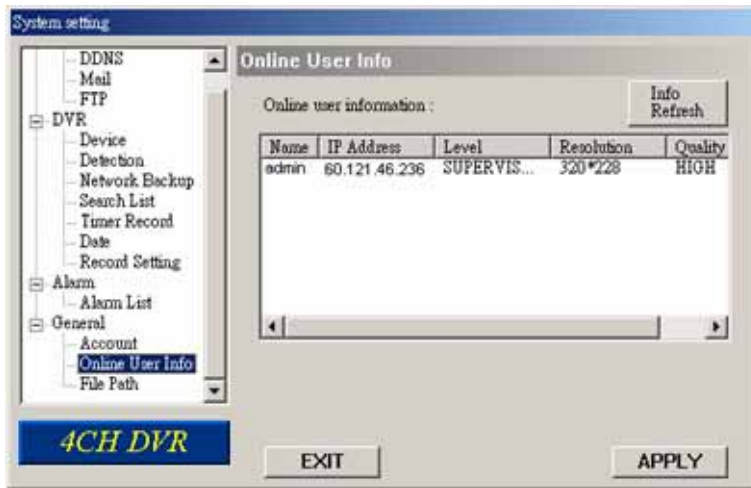 System setting
DDNS
Mail
FTP
DVR
Device
Detection
Network Backup
Search List
Timer Record
Date
Record Setting
Alarm
Alarm List
General
Account
Online User Info
File Path
4CH DVR
Online User Info
Online user information :
Info
Refresh
Name IP Address Level Resolution Quality
admin 60.121.46.236 SUPERVIS... 320*228 HIGH
EXIT
APPLY